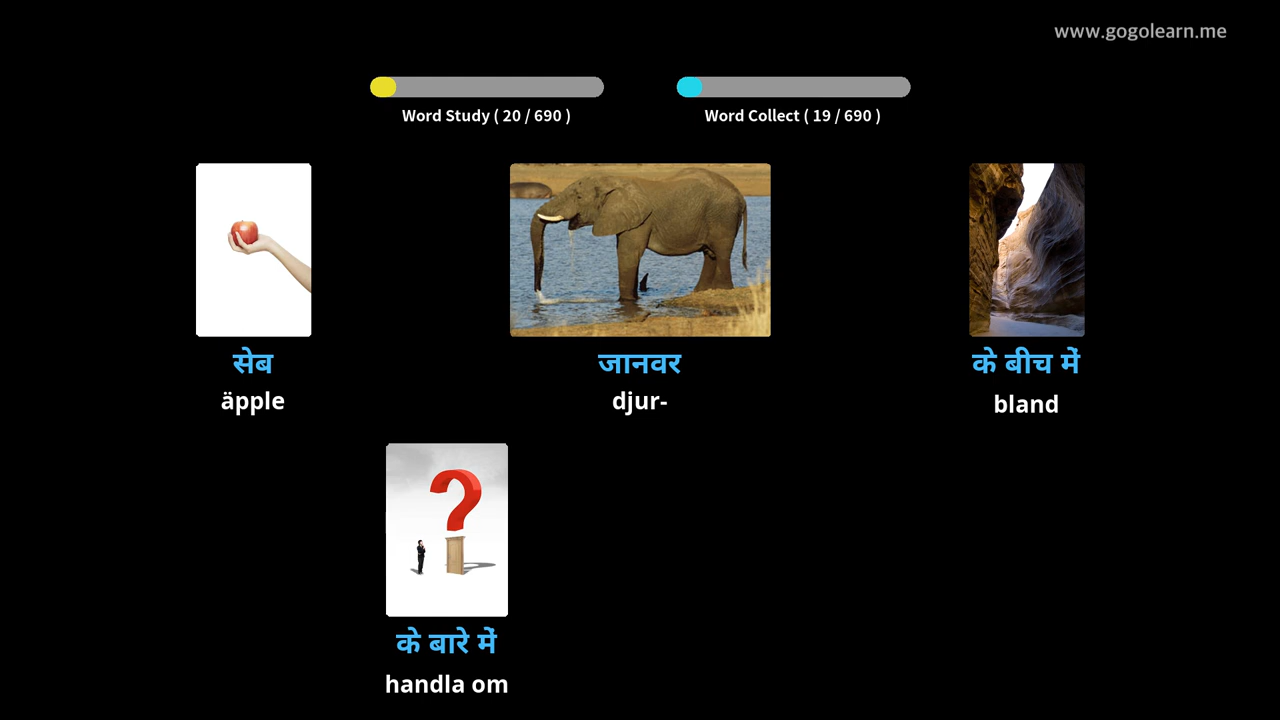 www.gogolearn.me
Word Study ( 20 / 690 )
Word Collect ( 19 / 690 )
सेब
äpple
जानवर
djur-
के बीच में
bland
के बारे में
handla om